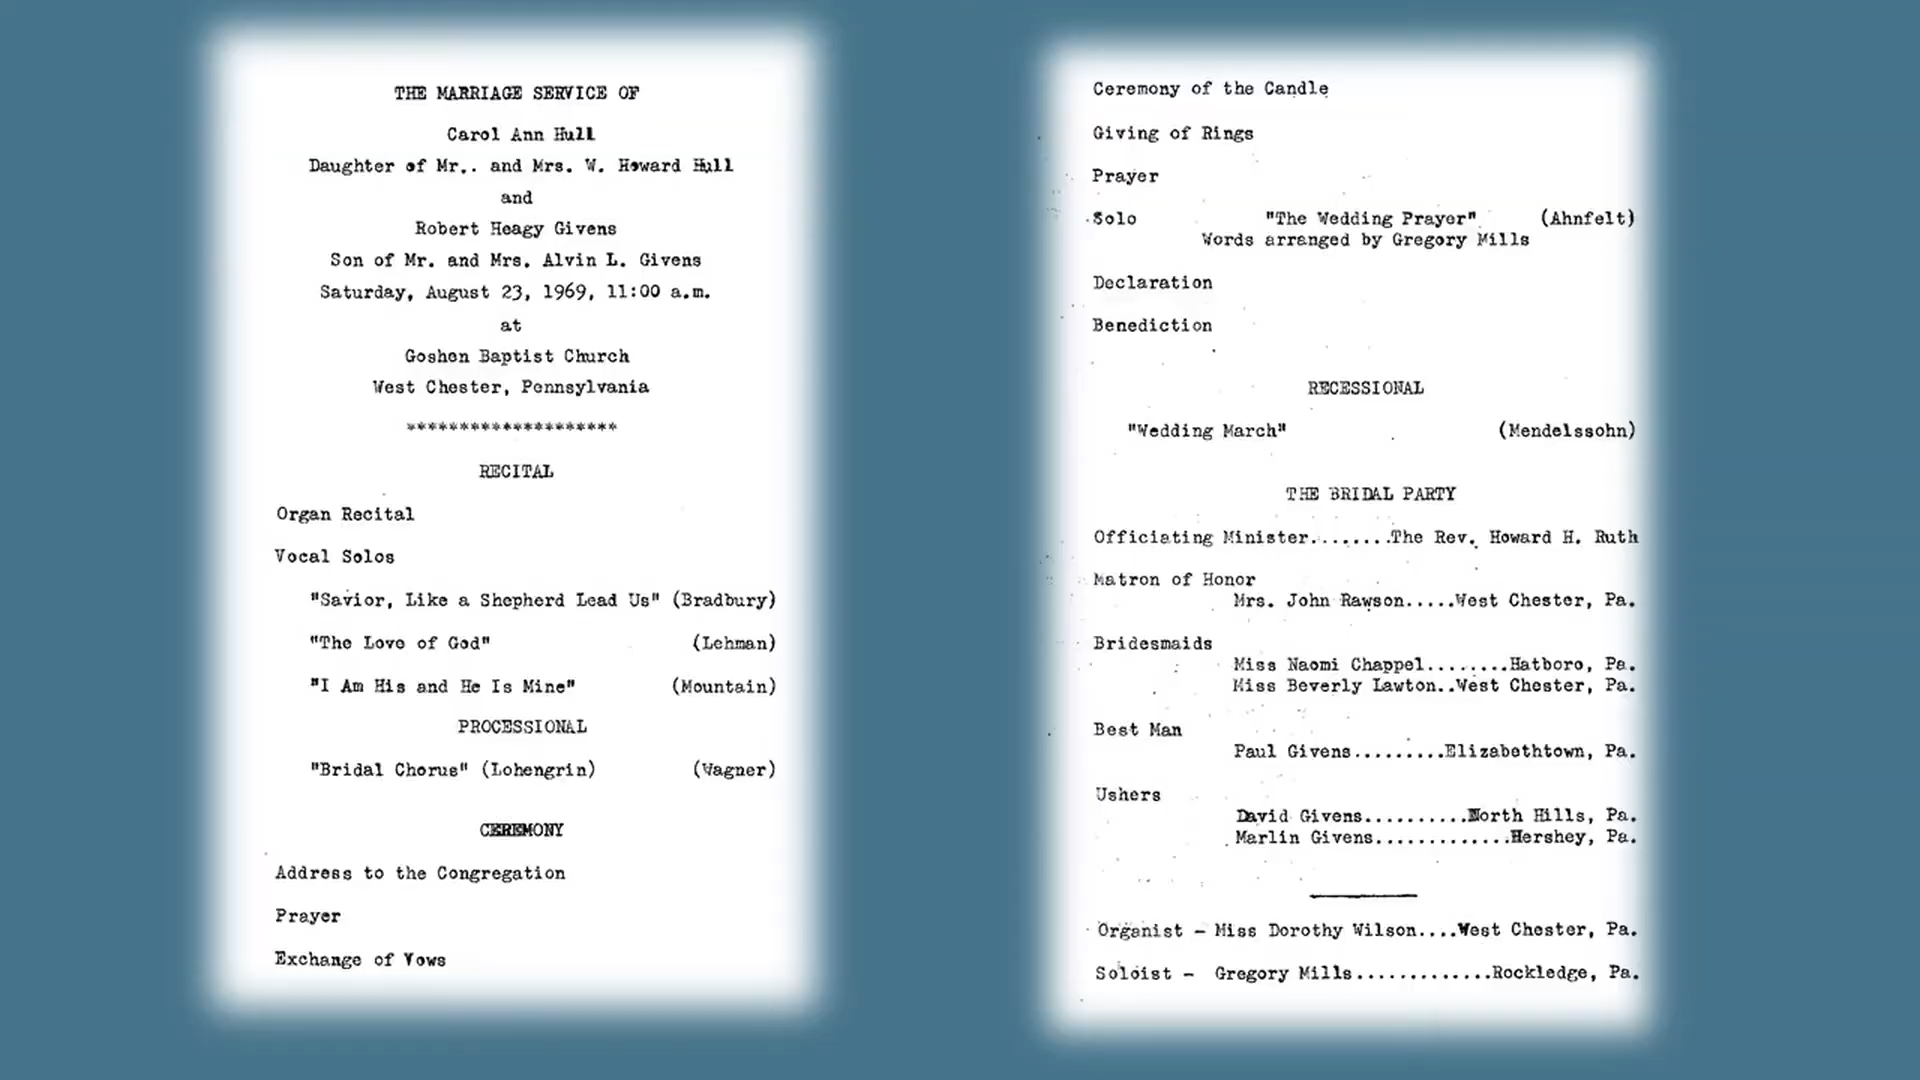 THE MARRIAGE SERVICE OF
Carol Ann Hull
Daughter of Mr.. and Mrs. W. Howard Hull
and
Robert Heagy Givens
Son of Mr. and Mrs. Alvin L. Givens
Saturday, August 23, 1969, 11:00 a.m.
at
Goshen Baptist Church
West Chester, Pennsylvania
********************
RECITAL
Organ Recital
Vocal Solos
"Savior, Like a Shepherd Lead Us" (Bradbury)
"The Love of God" (Lehman)
"I Am His and He Is Mine" (Mountain)
PROCESSIONAL
"Bridal Chorus" (Lohengrin) (Wagner)
CEREMONY
Address to the Congregation
Prayer
Exchange of Vows
Ceremony of the Candle
Giving of Rings
Prayer
Solo "The Wedding Prayer" (Ahnfelt)
Words arranged by Gregory Mills
Declaration
Benediction
RECESSIONAL
"Wedding March" (Mendelssohn)
THE BRIDAL PARTY
Officiating Minister........The Rev. Howard H. Ruth
Matron of Honor
Mrs. John Rawson.....West Chester, Pa.
Bridesmaids
Miss Naomi Chappel........Hatboro, Pa.
Miss Beverly Lawton..West Chester, Pa.
Best Man
Paul Givens.........Elizabethtown, Pa.
Ushers
David Givens..........North Hills, Pa.
Marlin Givens.............Hershey, Pa.
Organist - Miss Dorothy Wilson....West Chester, Pa.
Soloist - Gregory Mills.............Rockledge, Pa.